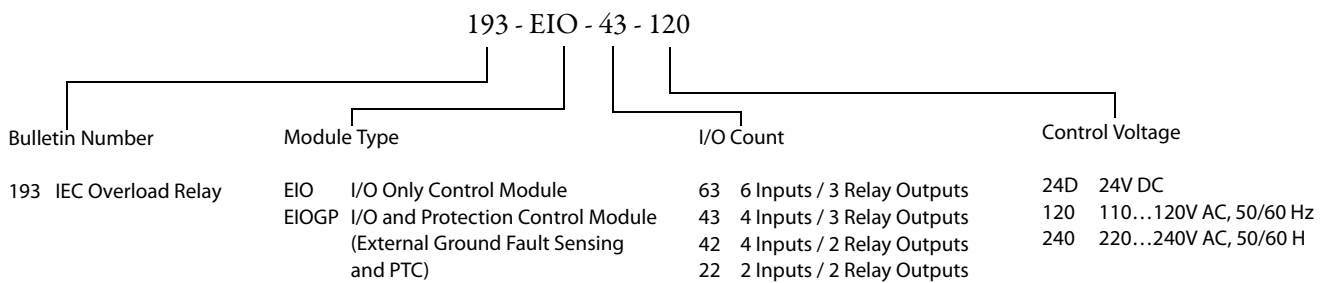 193 - EIO - 43 - 120
Bulletin Number
193 IEC Overload Relay
Module Type
EIO I/O Only Control Module
EIOGP I/O and Protection Control Module
(External Ground Fault Sensing
and PTC)
I/O Count
63 6 Inputs / 3 Relay Outputs
43 4 Inputs / 3 Relay Outputs
42 4 Inputs / 2 Relay Outputs
22 2 Inputs / 2 Relay Outputs
Control Voltage
24D 24V DC
120 110…120V AC, 50/60 Hz
240 220…240V AC, 50/60 H